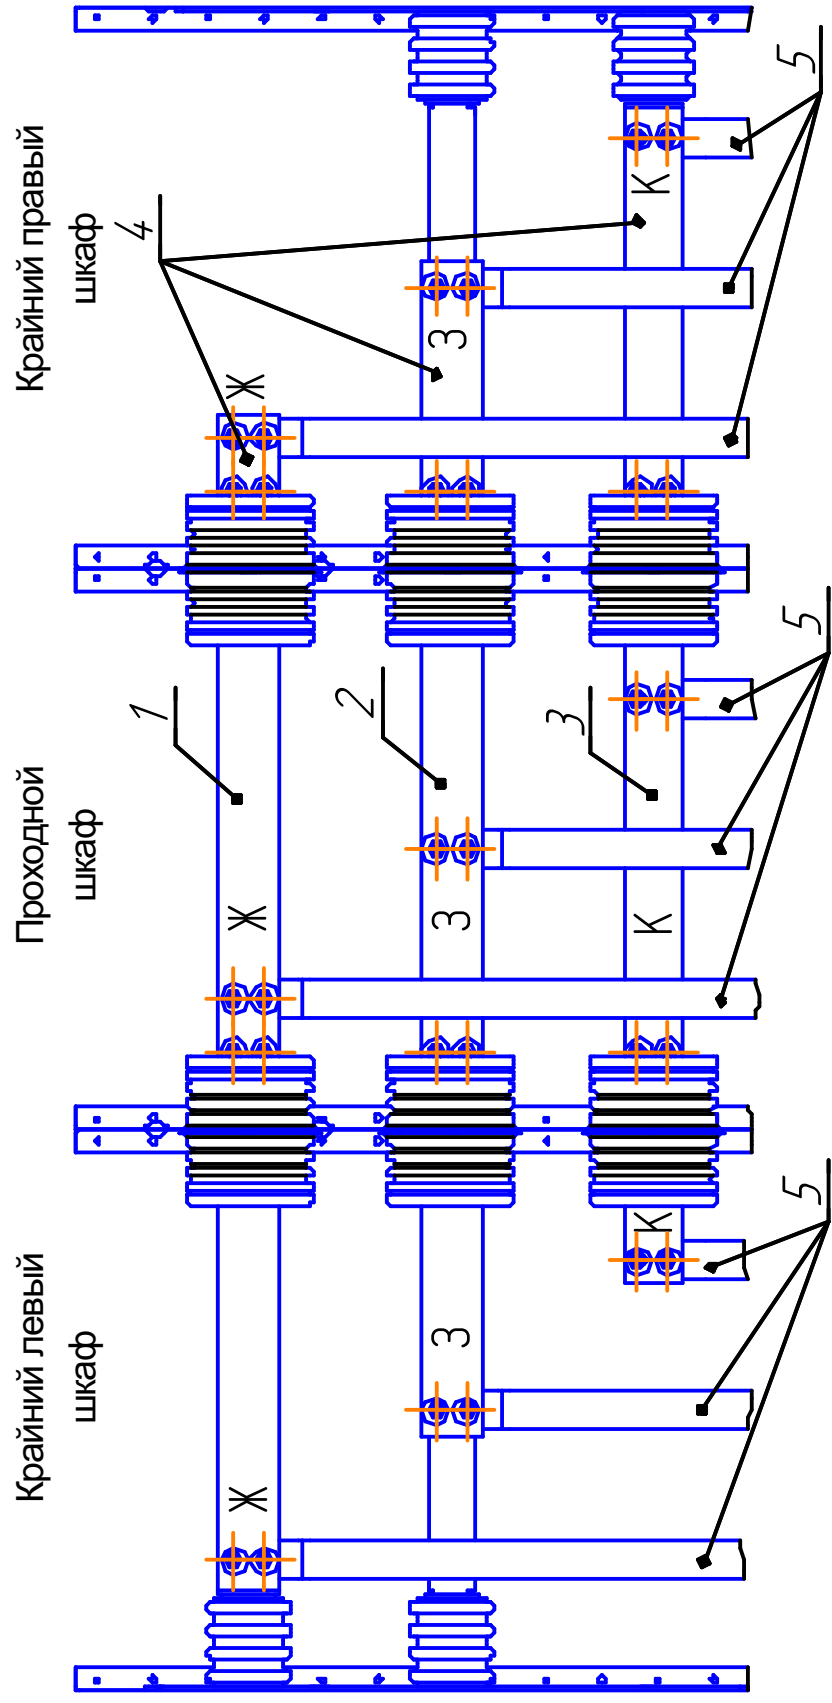 Крайний левый
шкаф
Проходной
шкаф
Крайний правый
шкаф
1
4
Ж
Ж
Ж
2
З
З
З
3
К
К
К
5
5
5